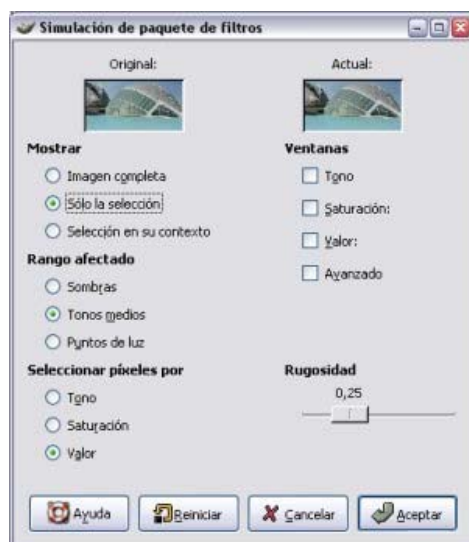 Simulación de paquete de filtros
Original:
Actual:
Mostrar
Imagen completa
Sólo la selección
Selección en su contexto
Ventanas
Tono
Saturación:
Valor:
Avanzado
Rango afectado
Sombras
Tonos medios
Puntos de luz
Seleccionar píxeles por
Tono
Saturación
Valor
Rugosidad
0,25
Ayuda
Reiniciar
Cancelar
Aceptar